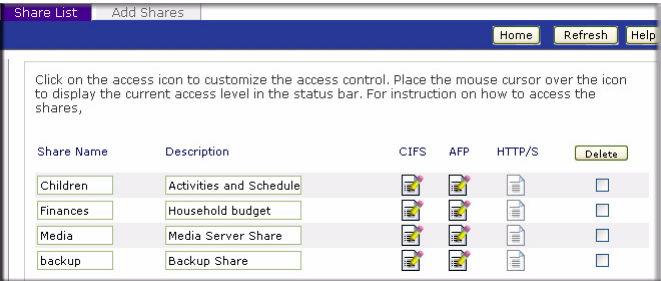 Share List Add Shares
Home Refresh Help
Click on the access icon to customize the access control. Place the mouse cursor over the icon
to display the current access level in the status bar. For instruction on how to access the
shares,
Share Name Description CIFS AFP HTTP/S Delete
Children Activities and Schedule
Finances Household budget
Media Media Server Share
backup Backup Share